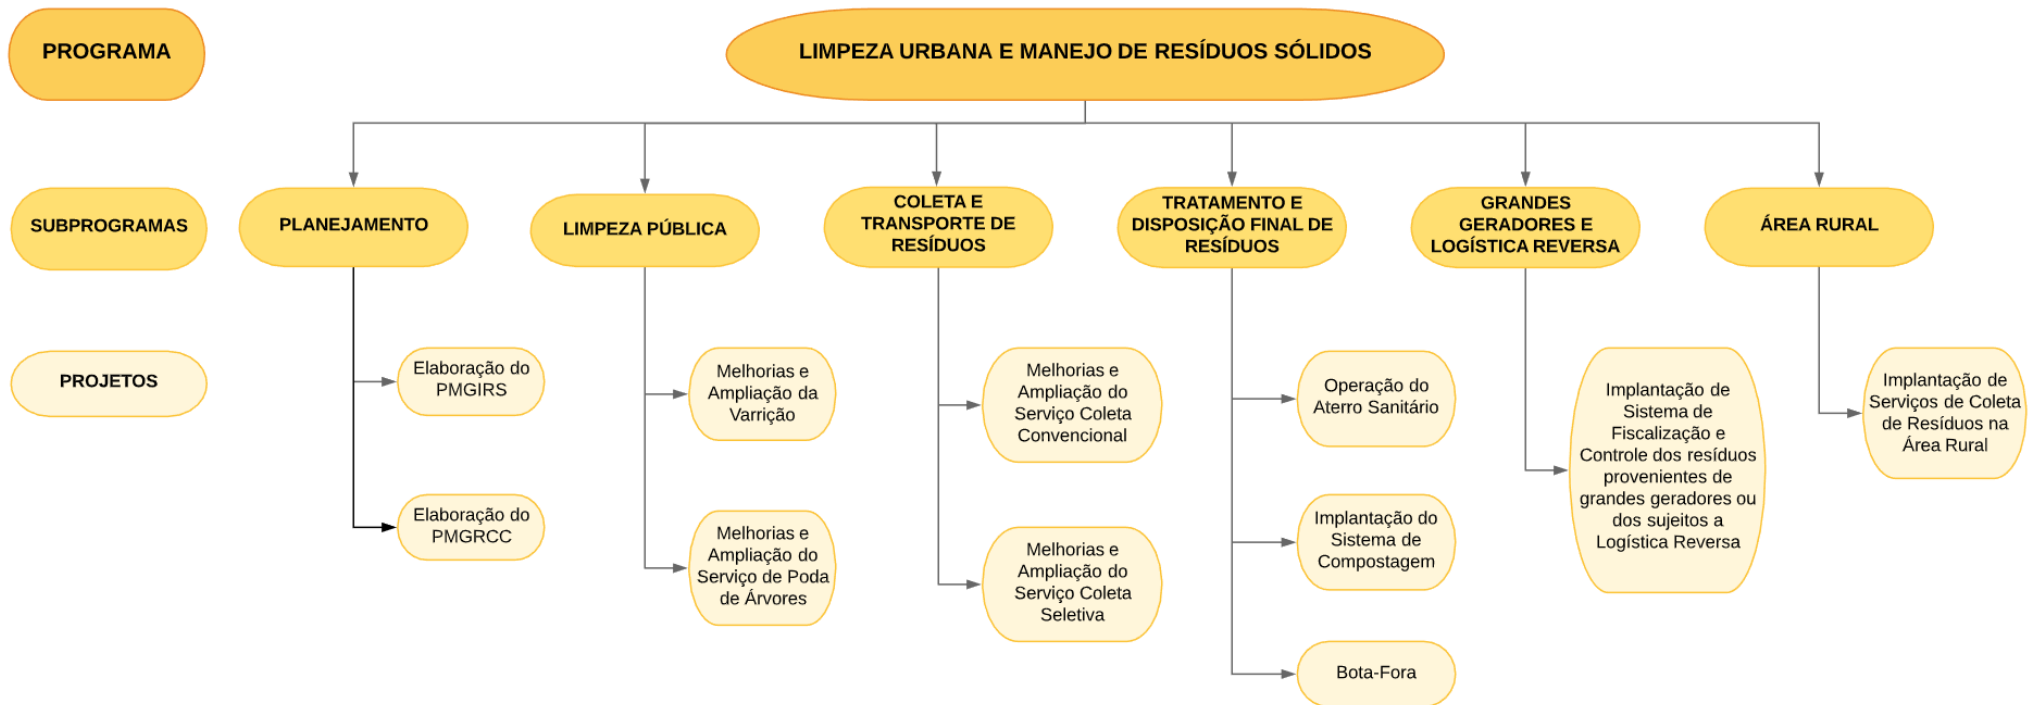 PROGRAMA
LIMPEZA URBANA E MANEJO DE RESÍDUOS SÓLIDOS
SUBPROGRAMAS
PLANEJAMENTO
LIMPEZA PÚBLICA
COLETA E
TRANSPORTE DE
RESÍDUOS
TRATAMENTO E
DISPOSIÇÃO FINAL DE
RESÍDUOS
GRANDES
GERADORES E
LOGÍSTICA REVERSA
ÁREA RURAL
PROJETOS
Elaboração do
PMGIRS
Elaboração do
PMGRCC
Melhorias e
Ampliação da
Varrição
Melhorias e
Ampliação do
Serviço de Poda
de Árvores
Melhorias e
Ampliação do
Serviço Coleta
Convencional
Melhorias e
Ampliação do
Serviço Coleta
Seletiva
Operação do
Aterro Sanitário
Implantação do
Sistema de
Compostagem
Bota-Fora
Implantação de
Sistema de
Fiscalização e
Controle dos resíduos
provenientes de
grandes geradores ou
dos sujeitos a
Logística Reversa
Implantação de
Serviços de Coleta
de Resíduos na
Área Rural